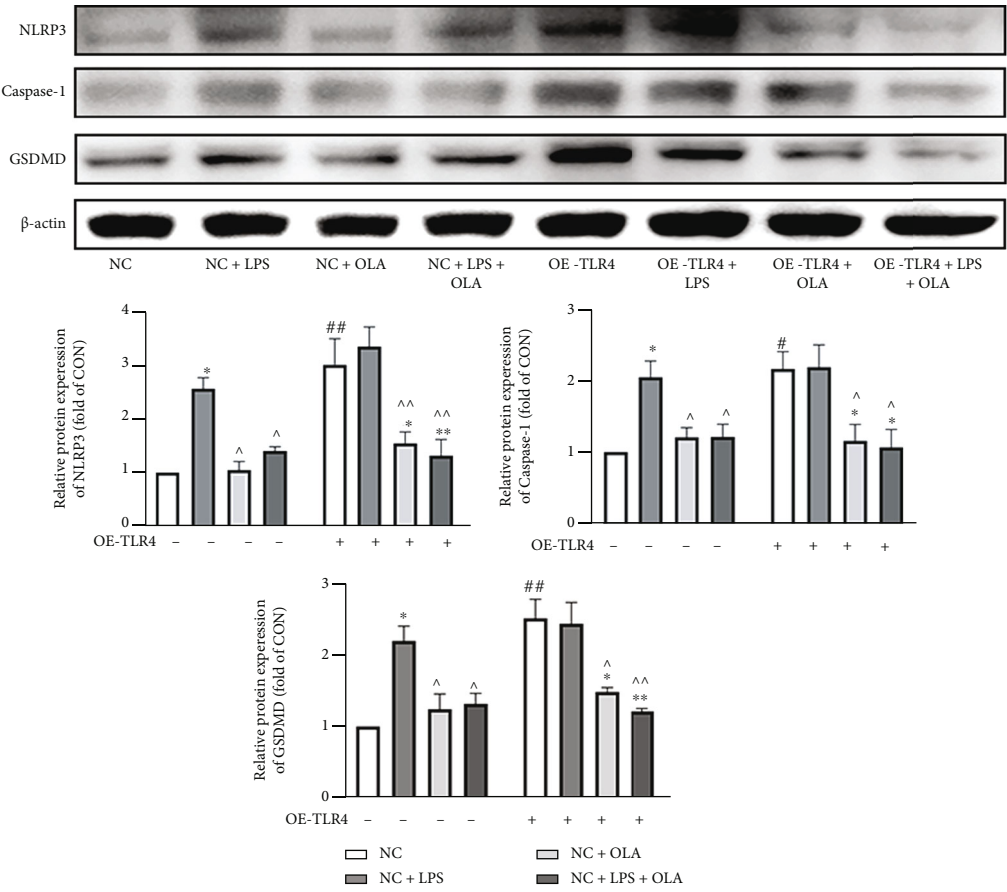 NLRP3
Caspase-1
GSDMD
β-actin
NC
NC + LPS
NC + OLA
NC + LPS +
OLA
OE -TLR4
OE -TLR4 +
LPS
OE -TLR4 +
OLA
OE -TLR4 + LPS
+ OLA
Relative protein experession
of NLRP3 (fold of CON)
4
3
2
1
0
*
^
^
##
^^
*
^^
**
OE-TLR4 – – – – + + + +
Relative protein experession
of Caspase-1 (fold of CON)
3
2
1
0
*
^
^
#
^
*
^
*
OE-TLR4 – – – – + + + +
Relative protein experession
of GSDMD (fold of CON)
3
2
1
0
*
^
^
##
^
*
^^
**
OE-TLR4 – – – – + + + +
NC
NC + LPS
NC + OLA
NC + LPS + OLA